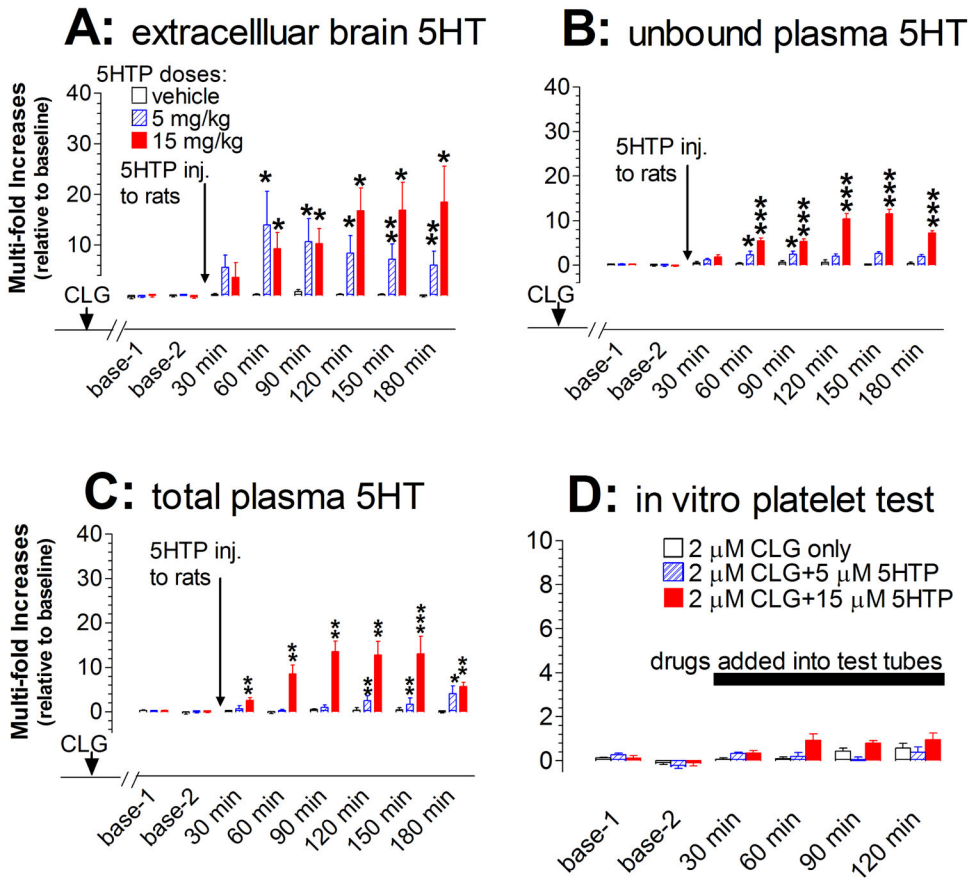 A: extracellluar brain 5HT
5HTP doses:
vehicle
5 mg/kg
15 mg/kg
Multi-fold Increases
(relative to baseline)
40
30
20
10
0
5HTP inj.
to rats
*
*
*
*
*
*
*
**
*
**
*
CLG
//
base-1
base-2
30 min
60 min
90 min
120 min
150 min
180 min
B: unbound plasma 5HT
40
30
20
10
0
5HTP inj.
to rats
*
***
*
***
***
***
***
CLG
//
base-1
base-2
30 min
60 min
90 min
120 min
150 min
180 min
C: total plasma 5HT
Multi-fold Increases
(relative to baseline)
40
30
20
10
0
5HTP inj.
to rats
**
**
**
**
**
**
***
*
**
CLG
//
base-1
base-2
30 min
60 min
90 min
120 min
150 min
180 min
D: in vitro platelet test
10
8
6
4
2
0
2 µM CLG only
2 µM CLG+5 µM 5HTP
2 µM CLG+15 µM 5HTP
drugs added into test tubes
base-1
base-2
30 min
60 min
90 min
120 min